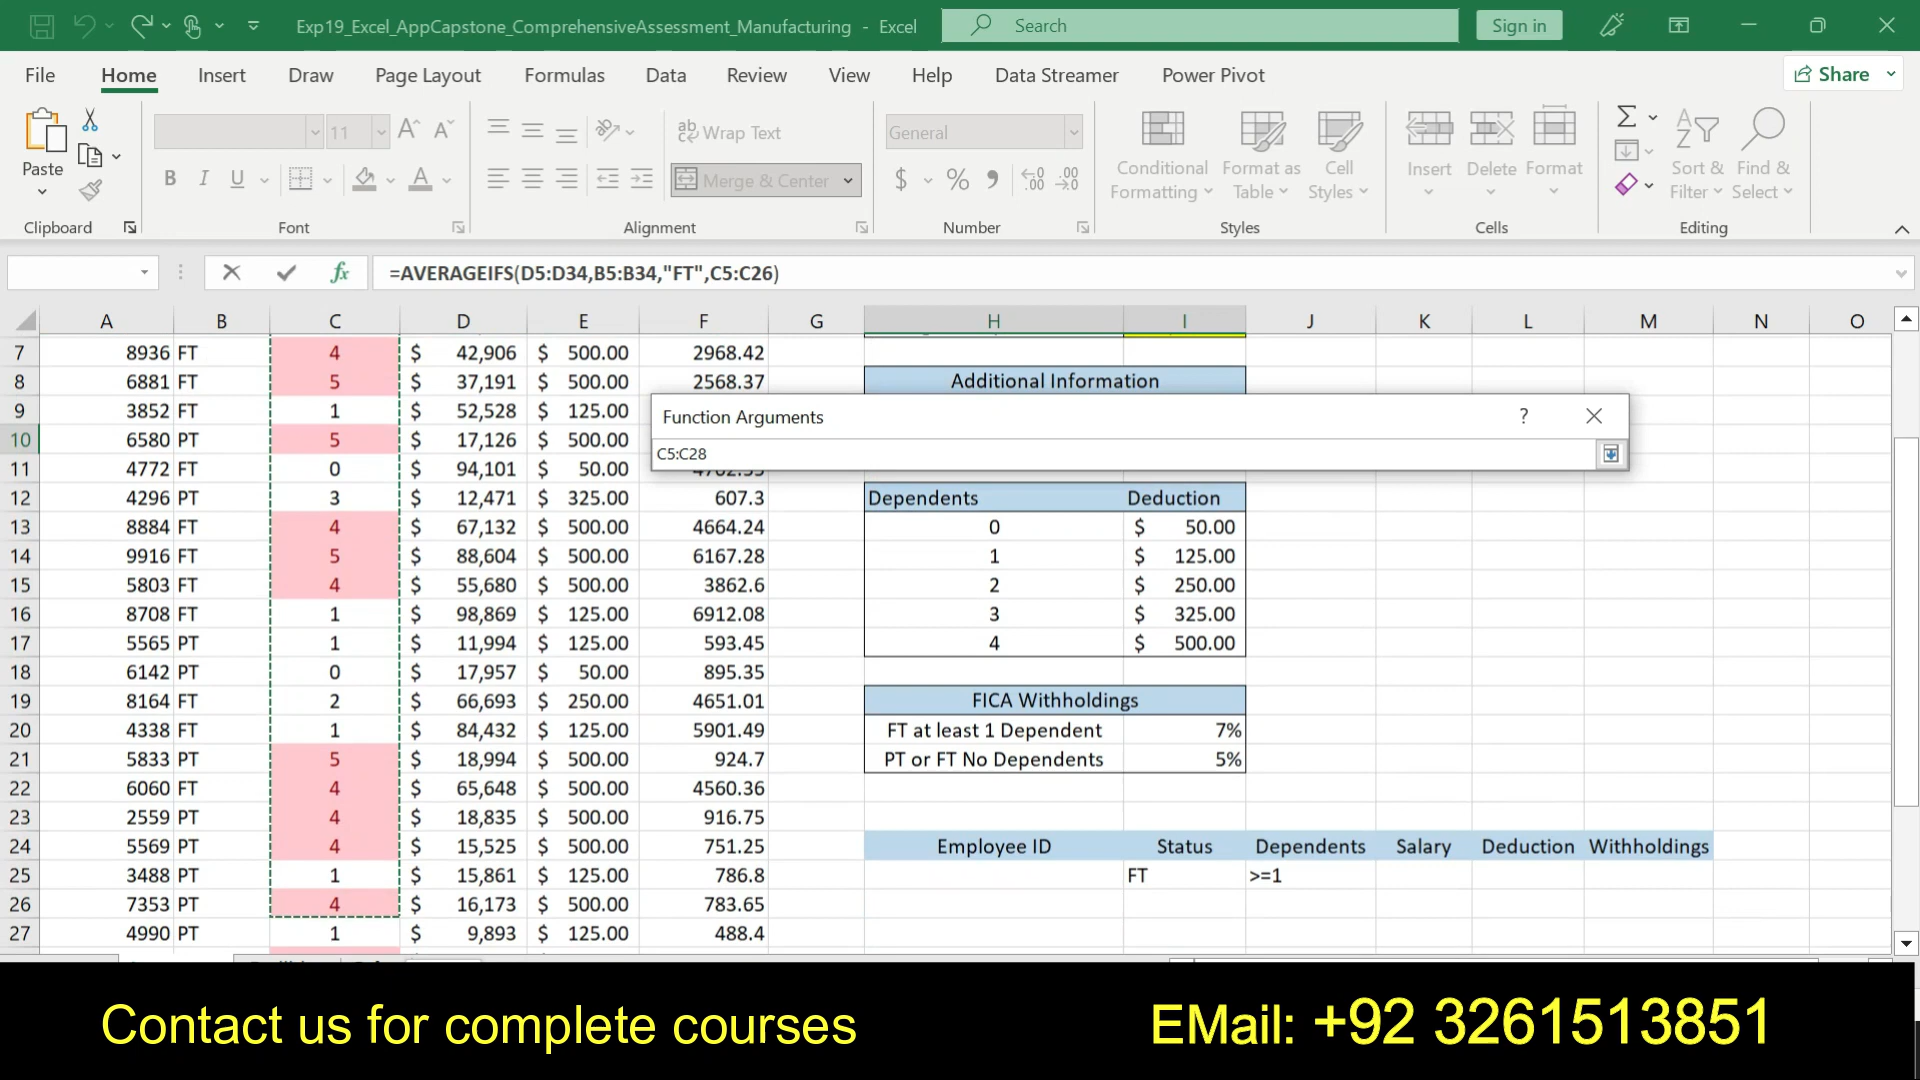 Exp19_Excel_AppCapstone_ComprehensiveAssessment_Manufacturing - Excel Search Sign in
File Home Insert Draw Page Layout Formulas Data Review View Help Data Streamer Power Pivot Share
11 Wrap Text General
Paste B I U Merge & Center $ % 9 Conditional Formatting Format as Table Cell Styles Insert Delete Format Sort & Filter Find & Select
Clipboard Font Alignment Number Styles Cells Editing
fx =AVERAGEIFS(D5:D34,B5:B34,"FT",C5:C26)
A B C D E F G H I J K L M N O
7 8936 FT 4 $ 42,906 $ 500.00 2968.42
8 6881 FT 5 $ 37,191 $ 500.00 2568.37 Additional Information
9 3852 FT 1 $ 52,528 $ 125.00 Function Arguments ?
10 6580 PT 5 $ 17,126 $ 500.00 C5:C28
11 4772 FT 0 $ 94,101 $ 50.00
12 4296 PT 3 $ 12,471 $ 325.00 607.3 Dependents Deduction
13 8884 FT 4 $ 67,132 $ 500.00 4664.24 0 $ 50.00
14 9916 FT 5 $ 88,604 $ 500.00 6167.28 1 $ 125.00
15 5803 FT 4 $ 55,680 $ 500.00 3862.6 2 $ 250.00
16 8708 FT 1 $ 98,869 $ 125.00 6912.08 3 $ 325.00
17 5565 PT 1 $ 11,994 $ 125.00 593.45 4 $ 500.00
18 6142 PT 0 $ 17,957 $ 50.00 895.35
19 8164 FT 2 $ 66,693 $ 250.00 4651.01 FICA Withholdings
20 4338 FT 1 $ 84,432 $ 125.00 5901.49 FT at least 1 Dependent 7%
21 5833 PT 5 $ 18,994 $ 500.00 924.7 PT or FT No Dependents 5%
22 6060 FT 4 $ 65,648 $ 500.00 4560.36
23 2559 PT 4 $ 18,835 $ 500.00 916.75
24 5569 PT 4 $ 15,525 $ 500.00 751.25 Employee ID Status Dependents Salary Deduction Withholdings
25 3488 PT 1 $ 15,861 $ 125.00 786.8 FT >=1
26 7353 PT 4 $ 16,173 $ 500.00 783.65
27 4990 PT 1 $ 9,893 $ 125.00 488.4
Contact us for complete courses EMail: +92 3261513851